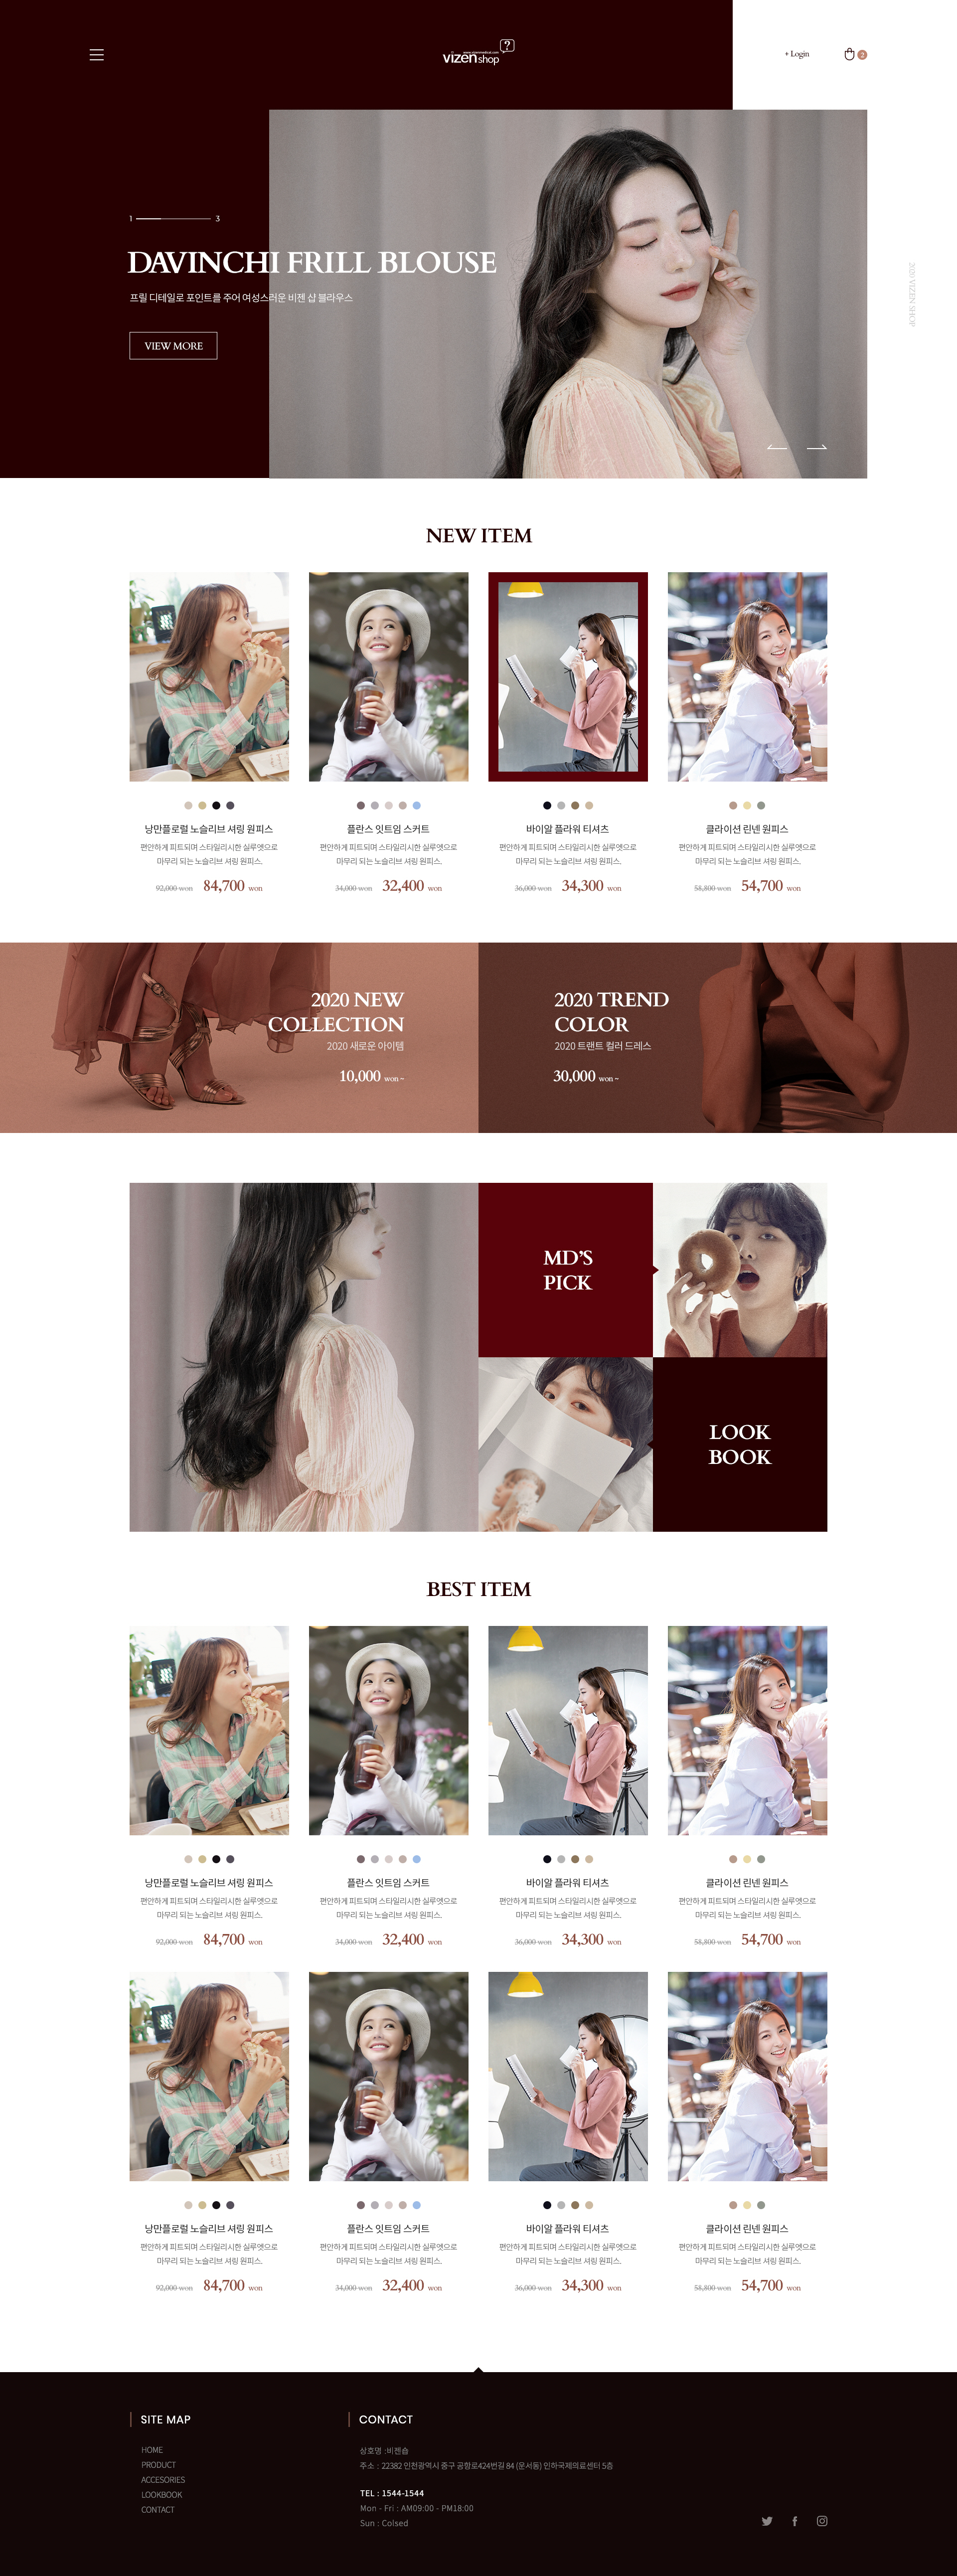 www.vizenmedical.com
vizen shop
?
+ Login
2
1
3
DAVINCHI FRILL BLOUSE
프릴 디테일로 포인트를 주어 여성스러운 비젠 샵 블라우스
VIEW MORE
2020 VIZEN SHOP
NEW ITEM
낭만플로럴 노슬리브 셔링 원피스
편안하게 피트되며 스타일리시한 실루엣으로
마무리 되는 노슬리브 셔링 원피스.
92,000 won 84,700 won
플란스 잇트임 스커트
편안하게 피트되며 스타일리시한 실루엣으로
마무리 되는 노슬리브 셔링 원피스.
34,000 won 32,400 won
바이얄 플라워 티셔츠
편안하게 피트되며 스타일리시한 실루엣으로
마무리 되는 노슬리브 셔링 원피스.
36,000 won 34,300 won
클라이션 린넨 원피스
편안하게 피트되며 스타일리시한 실루엣으로
마무리 되는 노슬리브 셔링 원피스.
58,800 won 54,700 won
2020 NEW
COLLECTION
2020 새로운 아이템
10,000 won ~
2020 TREND
COLOR
2020 트랜트 컬러 드레스
30,000 won ~
MD'S
PICK
LOOK
BOOK
BEST ITEM
낭만플로럴 노슬리브 셔링 원피스
편안하게 피트되며 스타일리시한 실루엣으로
마무리 되는 노슬리브 셔링 원피스.
92,000 won 84,700 won
플란스 잇트임 스커트
편안하게 피트되며 스타일리시한 실루엣으로
마무리 되는 노슬리브 셔링 원피스.
34,000 won 32,400 won
바이얄 플라워 티셔츠
편안하게 피트되며 스타일리시한 실루엣으로
마무리 되는 노슬리브 셔링 원피스.
36,000 won 34,300 won
클라이션 린넨 원피스
편안하게 피트되며 스타일리시한 실루엣으로
마무리 되는 노슬리브 셔링 원피스.
58,800 won 54,700 won
낭만플로럴 노슬리브 셔링 원피스
편안하게 피트되며 스타일리시한 실루엣으로
마무리 되는 노슬리브 셔링 원피스.
92,000 won 84,700 won
플란스 잇트임 스커트
편안하게 피트되며 스타일리시한 실루엣으로
마무리 되는 노슬리브 셔링 원피스.
34,000 won 32,400 won
바이얄 플라워 티셔츠
편안하게 피트되며 스타일리시한 실루엣으로
마무리 되는 노슬리브 셔링 원피스.
36,000 won 34,300 won
클라이션 린넨 원피스
편안하게 피트되며 스타일리시한 실루엣으로
마무리 되는 노슬리브 셔링 원피스.
58,800 won 54,700 won
SITE MAP
HOME
PRODUCT
ACCESORIES
LOOKBOOK
CONTACT
CONTACT
상호명 :비젠숍
주소 : 22382 인천광역시 중구 공항로424번길 84 (운서동) 인하국제의료센터 5층
TEL : 1544-1544
Mon - Fri : AM09:00 - PM18:00
Sun : Colsed